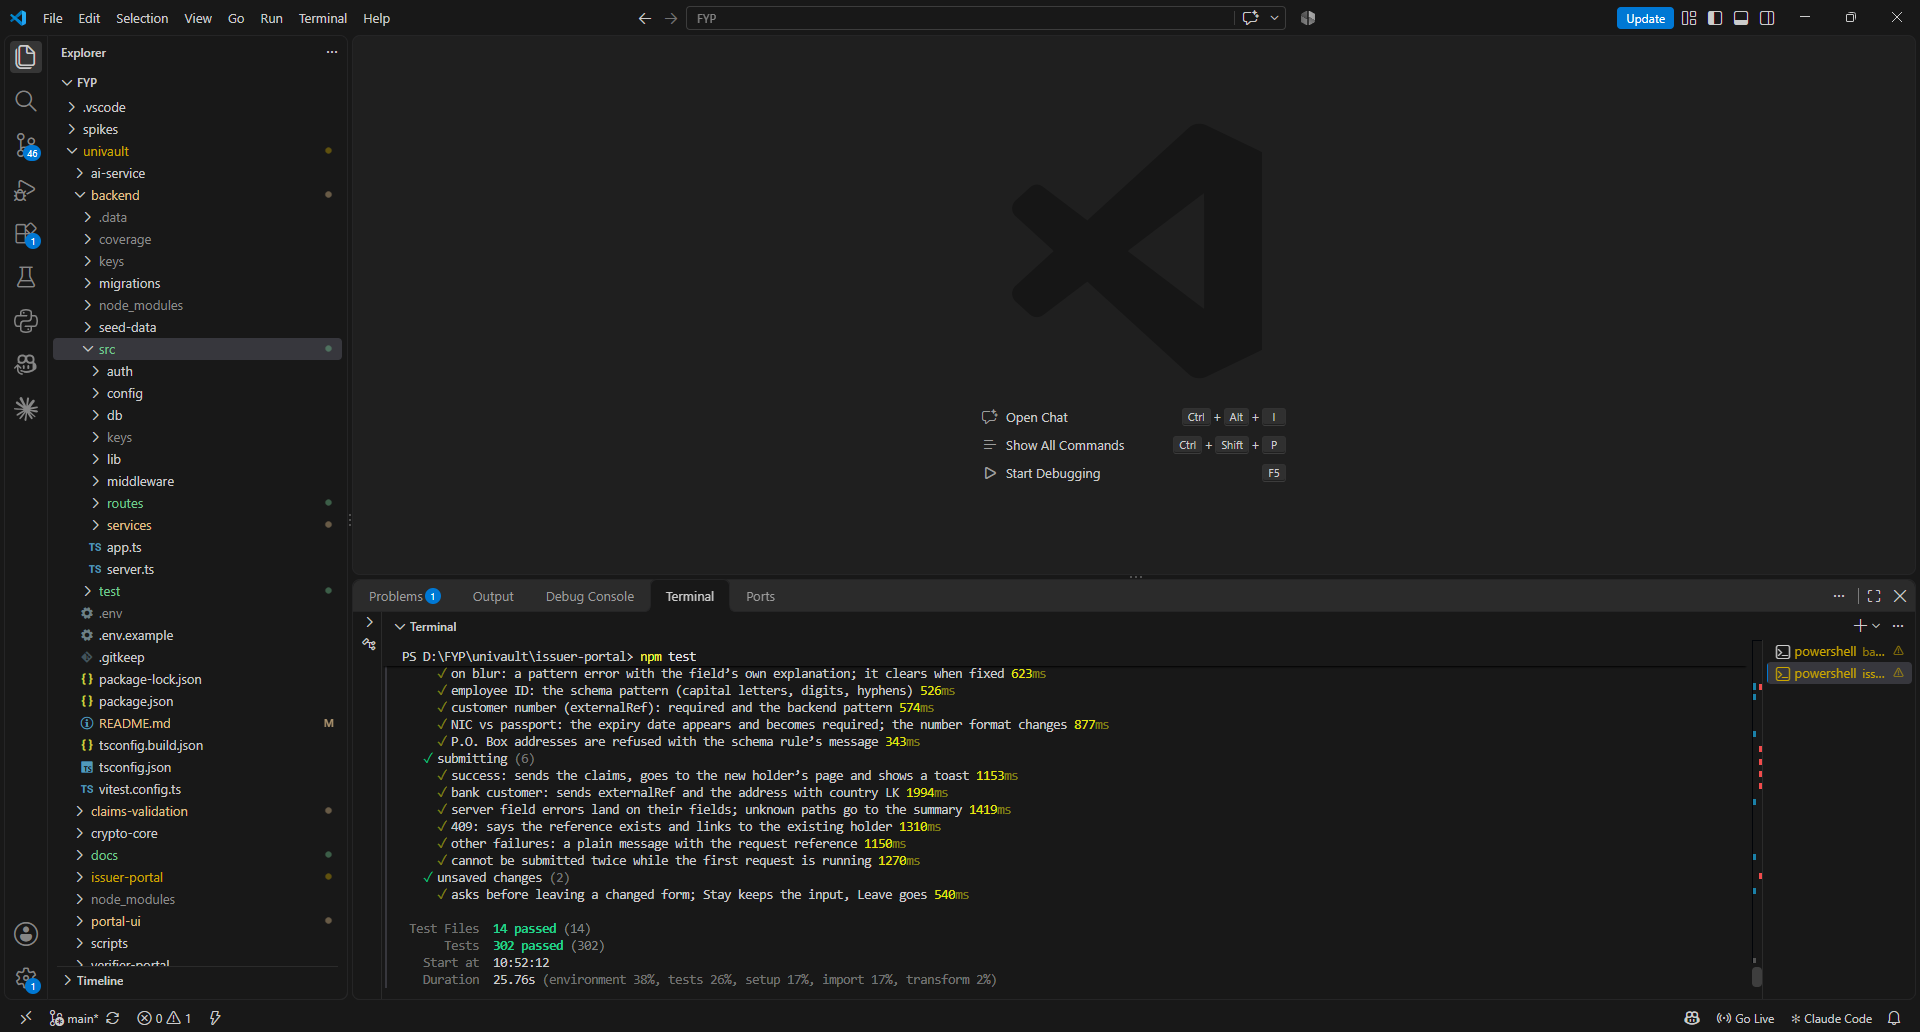 File Edit Selection View Go Run Terminal Help
FYP
Update
Explorer
FYP
.vscode
spikes
46
univault
ai-service
backend
.data
1
coverage
keys
migrations
node_modules
seed-data
src
auth
config
db
keys
lib
middleware
routes
services
TS app.ts
TS server.ts
test
.env
.env.example
.gitkeep
{} package-lock.json
{} package.json
README.md M
{} tsconfig.build.json
tsconfig.json
TS vitest.config.ts
claims-validation
crypto-core
docs
issuer-portal
node_modules
portal-ui
scripts
verifier-portal
1
Timeline
Open Chat Ctrl + Alt + I
Show All Commands Ctrl + Shift + P
Start Debugging F5
Problems 1 Output Debug Console Terminal Ports
Terminal
PS D:\FYP\univault\issuer-portal> npm test
✓ on blur: a pattern error with the field’s own explanation; it clears when fixed 623ms
✓ employee ID: the schema pattern (capital letters, digits, hyphens) 526ms
✓ customer number (externalRef): required and the backend pattern 574ms
✓ NIC vs passport: the expiry date appears and becomes required; the number format changes 877ms
✓ P.O. Box addresses are refused with the schema rule’s message 343ms
✓ submitting (6)
✓ success: sends the claims, goes to the new holder’s page and shows a toast 1153ms
✓ bank customer: sends externalRef and the address with country LK 1994ms
✓ server field errors land on their fields; unknown paths go to the summary 1419ms
✓ 409: says the reference exists and links to the existing holder 1310ms
✓ other failures: a plain message with the request reference 1150ms
✓ cannot be submitted twice while the first request is running 1270ms
✓ unsaved changes (2)
✓ asks before leaving a changed form; Stay keeps the input, Leave goes 540ms
Test Files 14 passed (14)
Tests 302 passed (302)
Start at 10:52:12
Duration 25.76s (environment 38%, tests 26%, setup 17%, import 17%, transform 2%)
powershell ba...
powershell iss...
main* 0 1
Go Live Claude Code